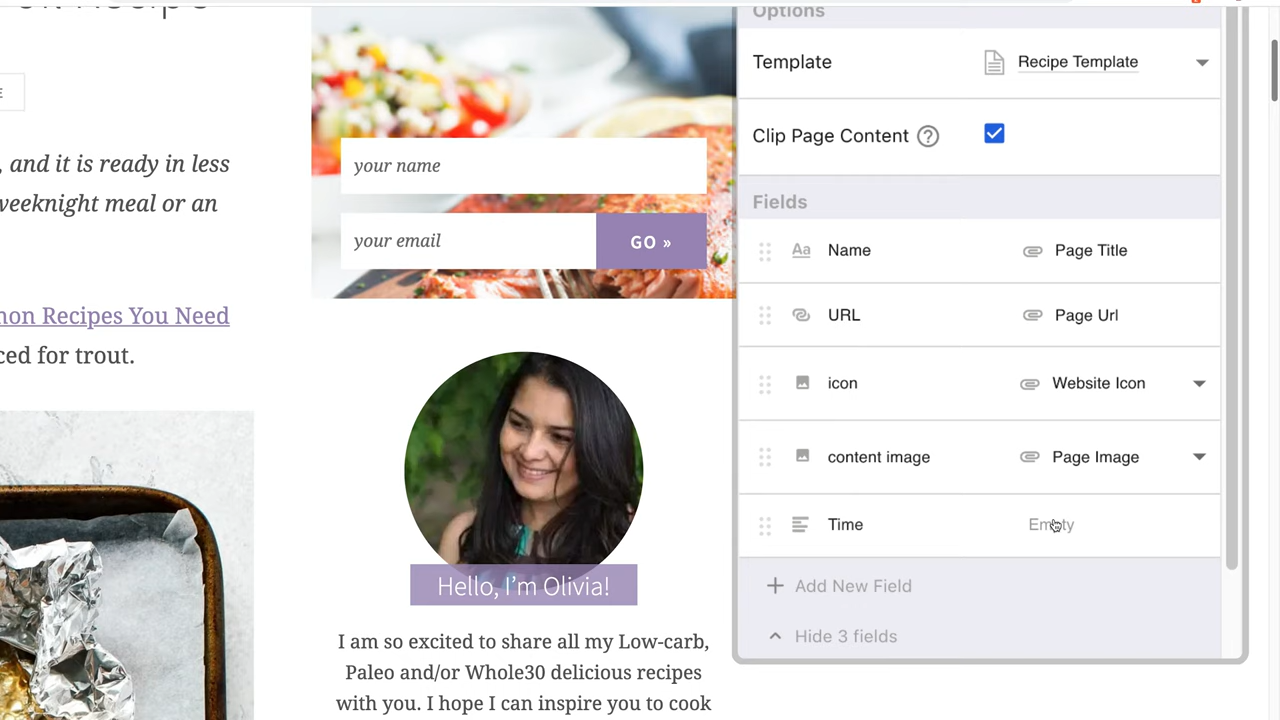 , and it is ready in less
weeknight meal or an
non Recipes You Need
ced for trout.
your name
your email
GO »
Hello, I'm Olivia!
I am so excited to share all my Low-carb,
Paleo and/or Whole30 delicious recipes
with you. I hope I can inspire you to cook
Options
Template
Recipe Template
Clip Page Content ?
Fields
Aa Name Page Title
URL Page Url
icon Website Icon
content image Page Image
Time Empty
+ Add New Field
Hide 3 fields